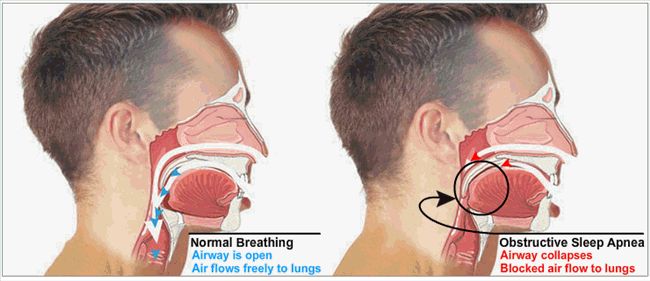 Normal Breathing
Airway is open
Air flows freely to lungs
Obstructive Sleep Apnea
Airway collapses
Blocked air flow to lungs